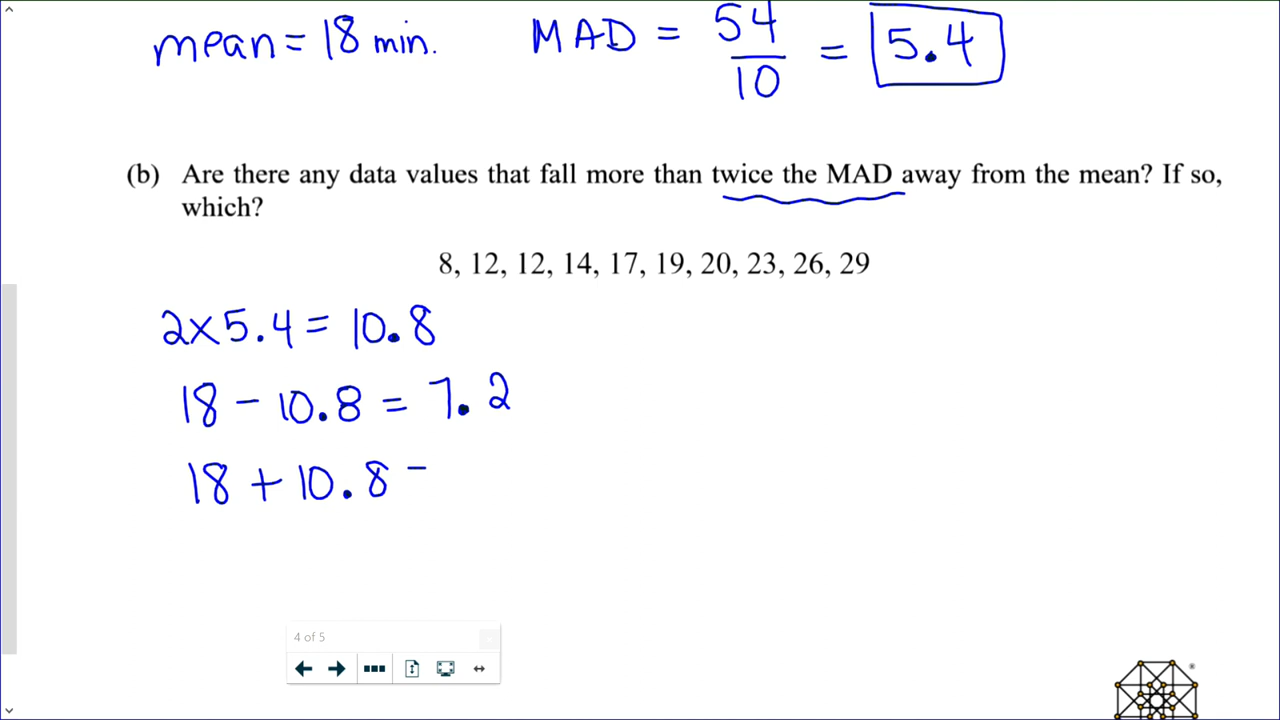 mean = 18 min. MAD = 54/10 = 5.4
(b) Are there any data values that fall more than twice the MAD away from the mean? If so,
which?
8, 12, 12, 14, 17, 19, 20, 23, 26, 29
2×5.4 = 10.8
18 - 10.8 = 7.2
18 + 10.8 -
4 of 5
®